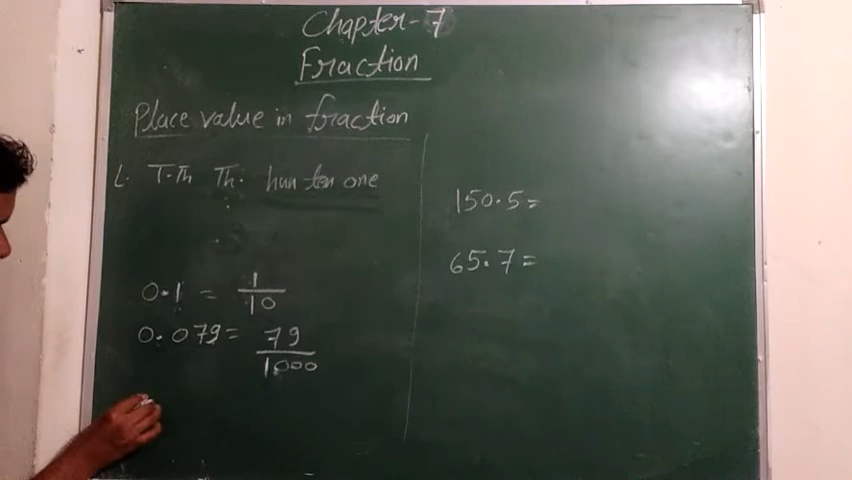 Chapter-7
Fraction
Place value in fraction
L. T.Th Th. hun ten one
0.1 = 1/10
0.079 = 79/1000
150.5=
65.7=